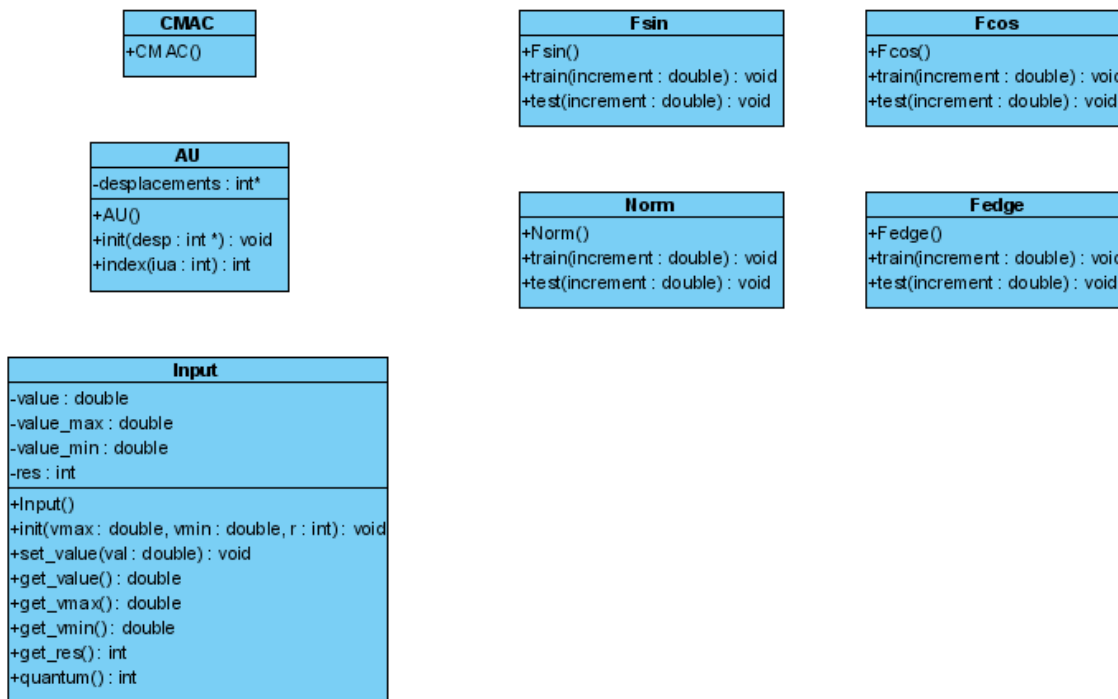 CMAC
+CMAC()
Fsin
+Fsin()
+train(increment : double) : void
+test(increment : double) : void
Fcos
+Fcos()
+train(increment : double) : void
+test(increment : double) : void
AU
-desplacements : int*
+AU()
+init(desp : int *) : void
+index(iua : int) : int
Norm
+Norm()
+train(increment : double) : void
+test(increment : double) : void
Fedge
+Fedge()
+train(increment : double) : void
+test(increment : double) : void
Input
-value : double
-value_max : double
-value_min : double
-res : int
+Input()
+init(vmax : double, vmin : double, r : int) : void
+set_value(val : double) : void
+get_value() : double
+get_vmax() : double
+get_vmin() : double
+get_res() : int
+quantum() : int